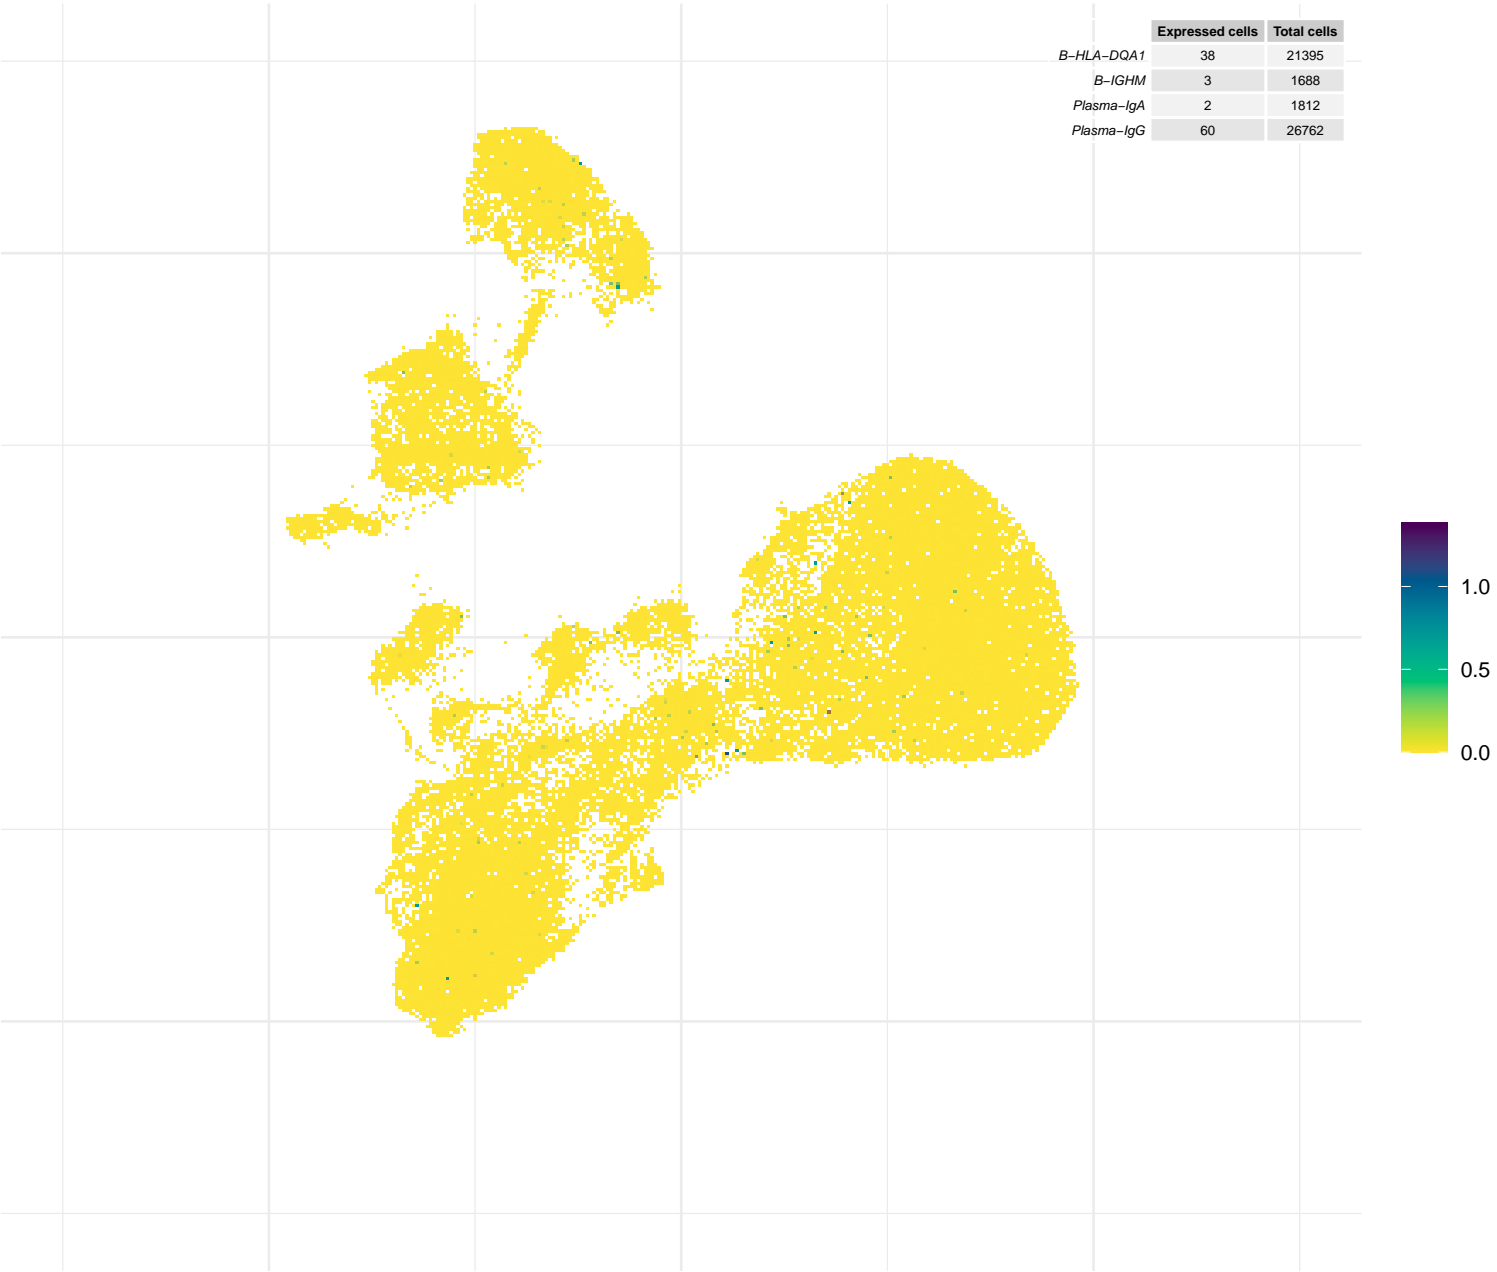 Expressed cells Total cells
B−HLA−DQA1 38 21395
B−IGHM 3 1688
Plasma−IgA 2 1812
Plasma−IgG 60 26762
1.0
0.5
0.0